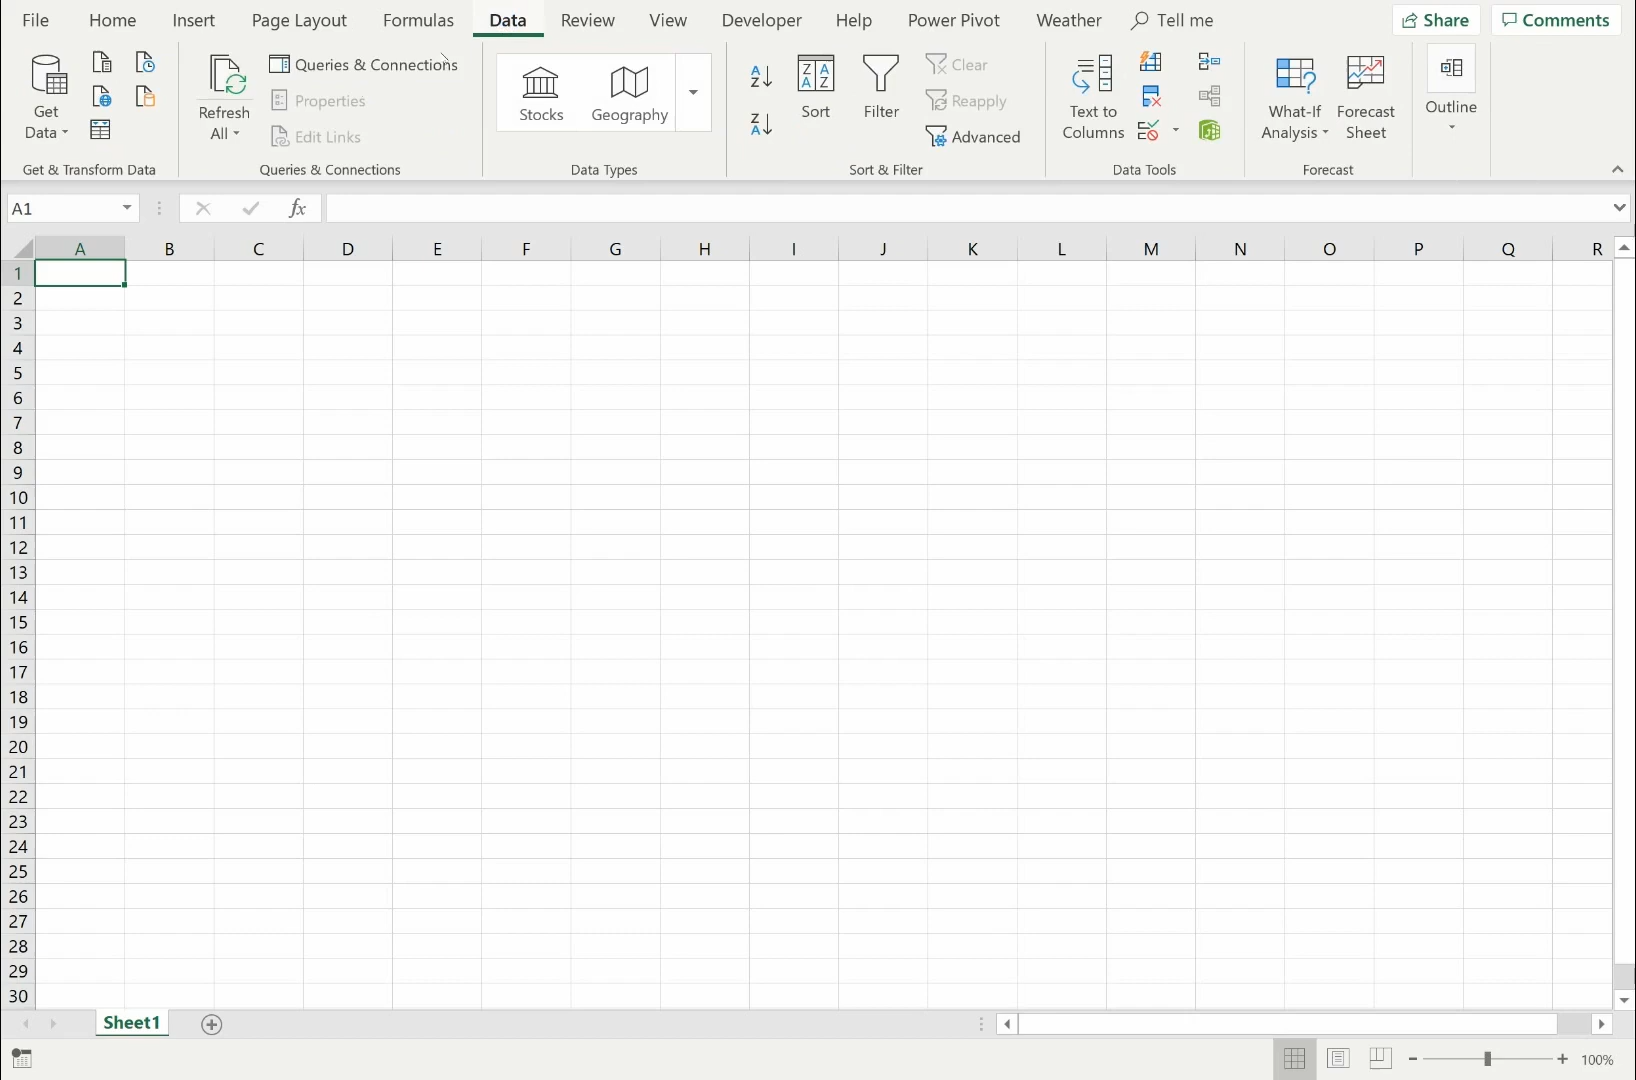 File Home Insert Page Layout Formulas Data Review View Developer Help Power Pivot Weather Tell me Share Comments
Get Data
Refresh All
Queries & Connections
Properties
Edit Links
Stocks
Geography
A Z
Z A
Z A A Z
Sort
Filter
Clear
Reapply
Advanced
Text to Columns
What-If Analysis
Forecast Sheet
Outline
Get & Transform Data Queries & Connections Data Types Sort & Filter Data Tools Forecast
A1 fx
A B C D E F G H I J K L M N O P Q R
1
2
3
4
5
6
7
8
9
10
11
12
13
14
15
16
17
18
19
20
21
22
23
24
25
26
27
28
29
30
Sheet1
100%